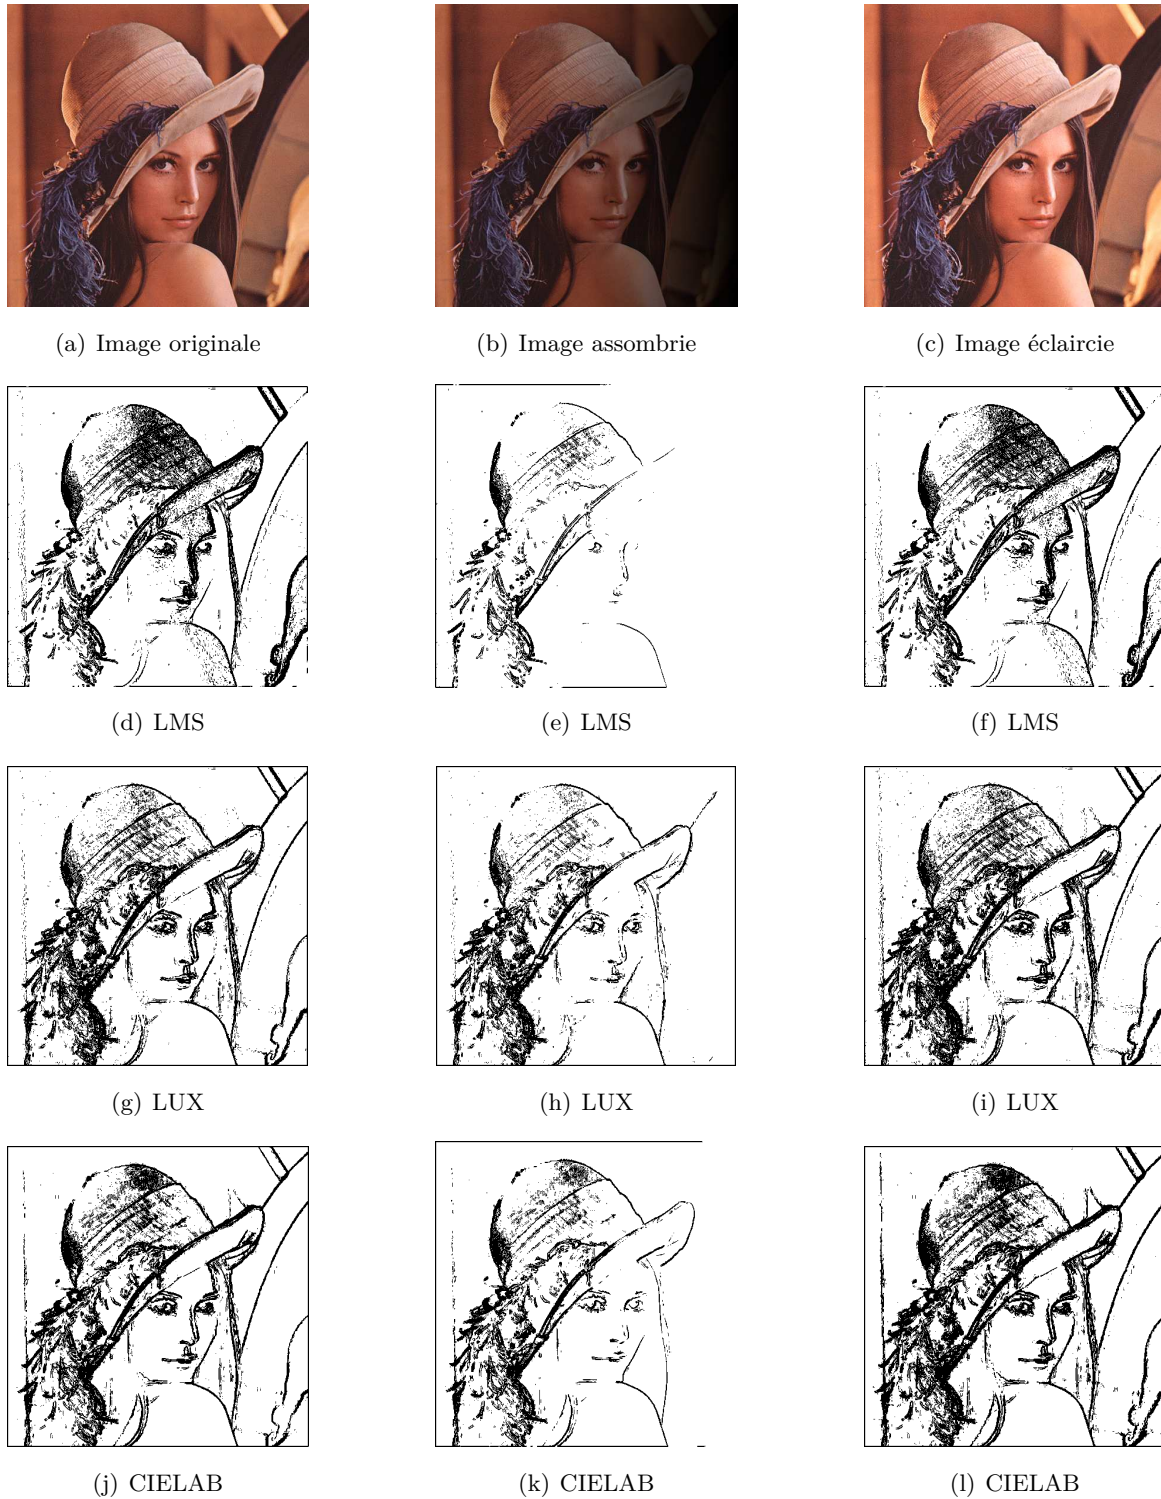 (a) Image originale
(b) Image assombrie
(c) Image éclaircie
(d) LMS
(e) LMS
(f) LMS
(g) LUX
(h) LUX
(i) LUX
(j) CIELAB
(k) CIELAB
(l) CIELAB